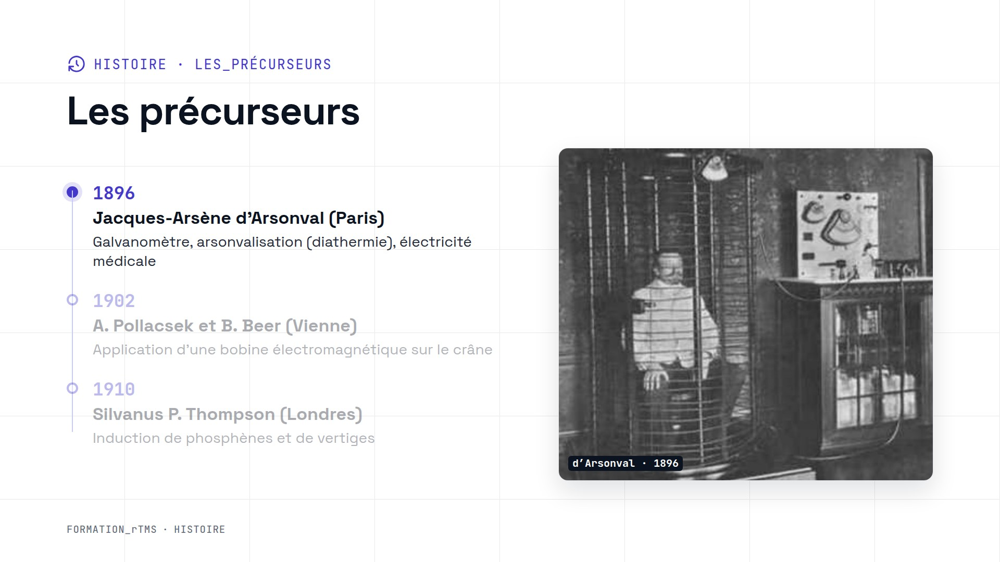 HISTOIRE · LES_PRÉCURSEURS
Les précurseurs
1896
Jacques-Arsène d’Arsonval (Paris)
Galvanomètre, arsonvalisation (diathermie), électricité
médicale
1902
A. Pollacsek et B. Beer (Vienne)
Application d’une bobine électromagnétique sur le crâne
1910
Silvanus P. Thompson (Londres)
Induction de phosphènes et de vertiges
d’Arsonval · 1896
FORMATION_rTMS · HISTOIRE